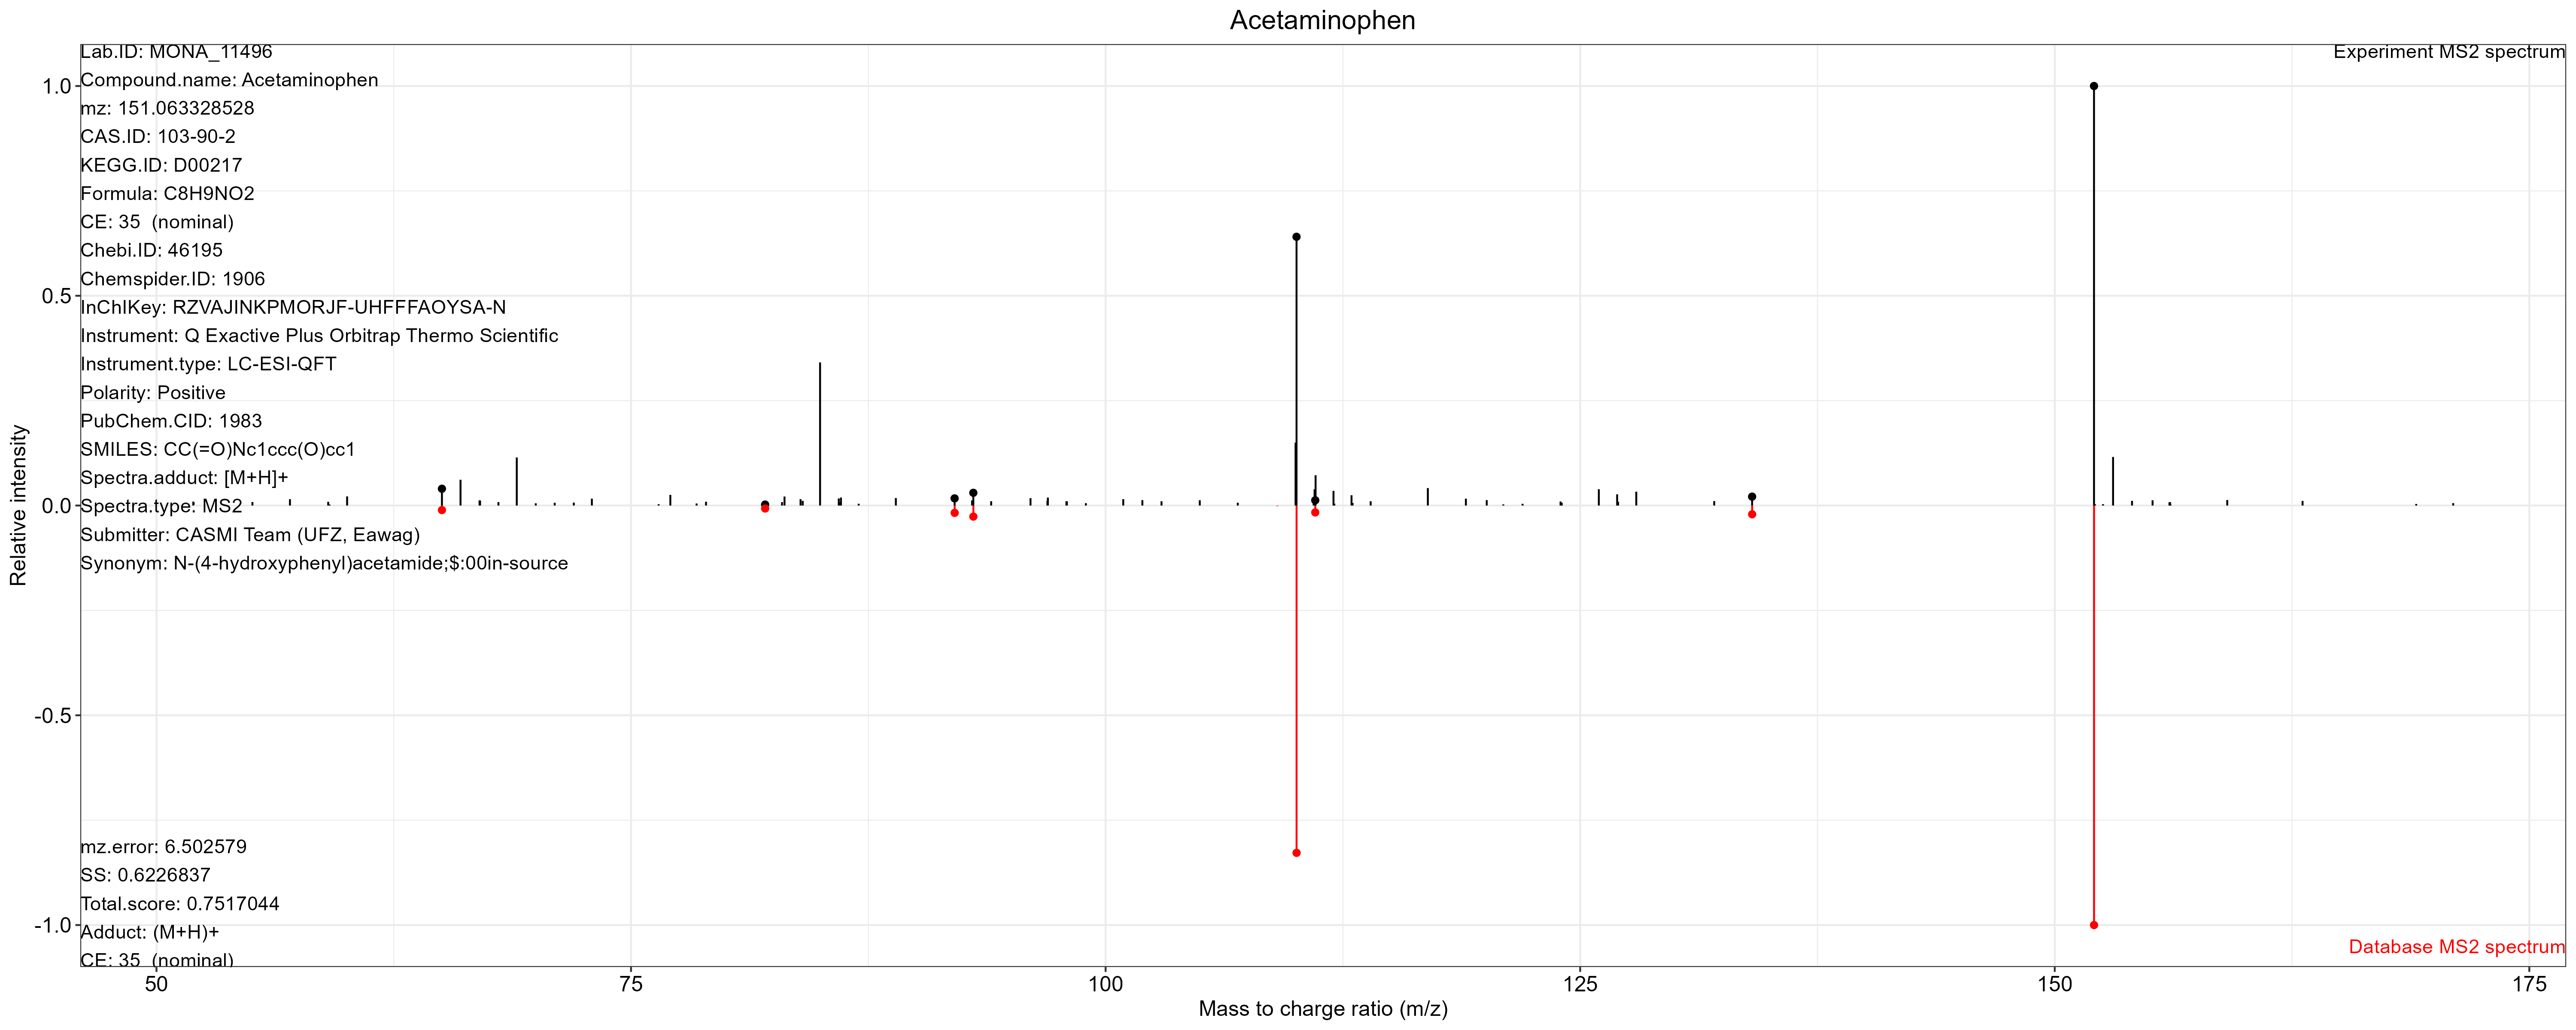 Acetaminophen
Lab.ID: MONA_11496
Experiment MS2 spectrum
Compound.name: Acetaminophen
mz: 151.063328528
CAS.ID: 103-90-2
KEGG.ID: D00217
Formula: C8H9NO2
CE: 35  (nominal)
Chebi.ID: 46195
Chemspider.ID: 1906
InChIKey: RZVAJINKPMORJF-UHFFFAOYSA-N
Instrument: Q Exactive Plus Orbitrap Thermo Scientific
Instrument.type: LC-ESI-QFT
Polarity: Positive
PubChem.CID: 1983
SMILES: CC(=O)Nc1ccc(O)cc1
Spectra.adduct: [M+H]+
Spectra.type: MS2
Submitter: CASMI Team (UFZ, Eawag)
Synonym: N-(4-hydroxyphenyl)acetamide;$:00in-source
mz.error: 6.502579
SS: 0.6226837
Total.score: 0.7517044
Adduct: (M+H)+
CE: 35  (nominal)
Database MS2 spectrum
1.0
0.5
0.0
-0.5
-1.0
Relative intensity
50
75
100
125
150
175
Mass to charge ratio (m/z)